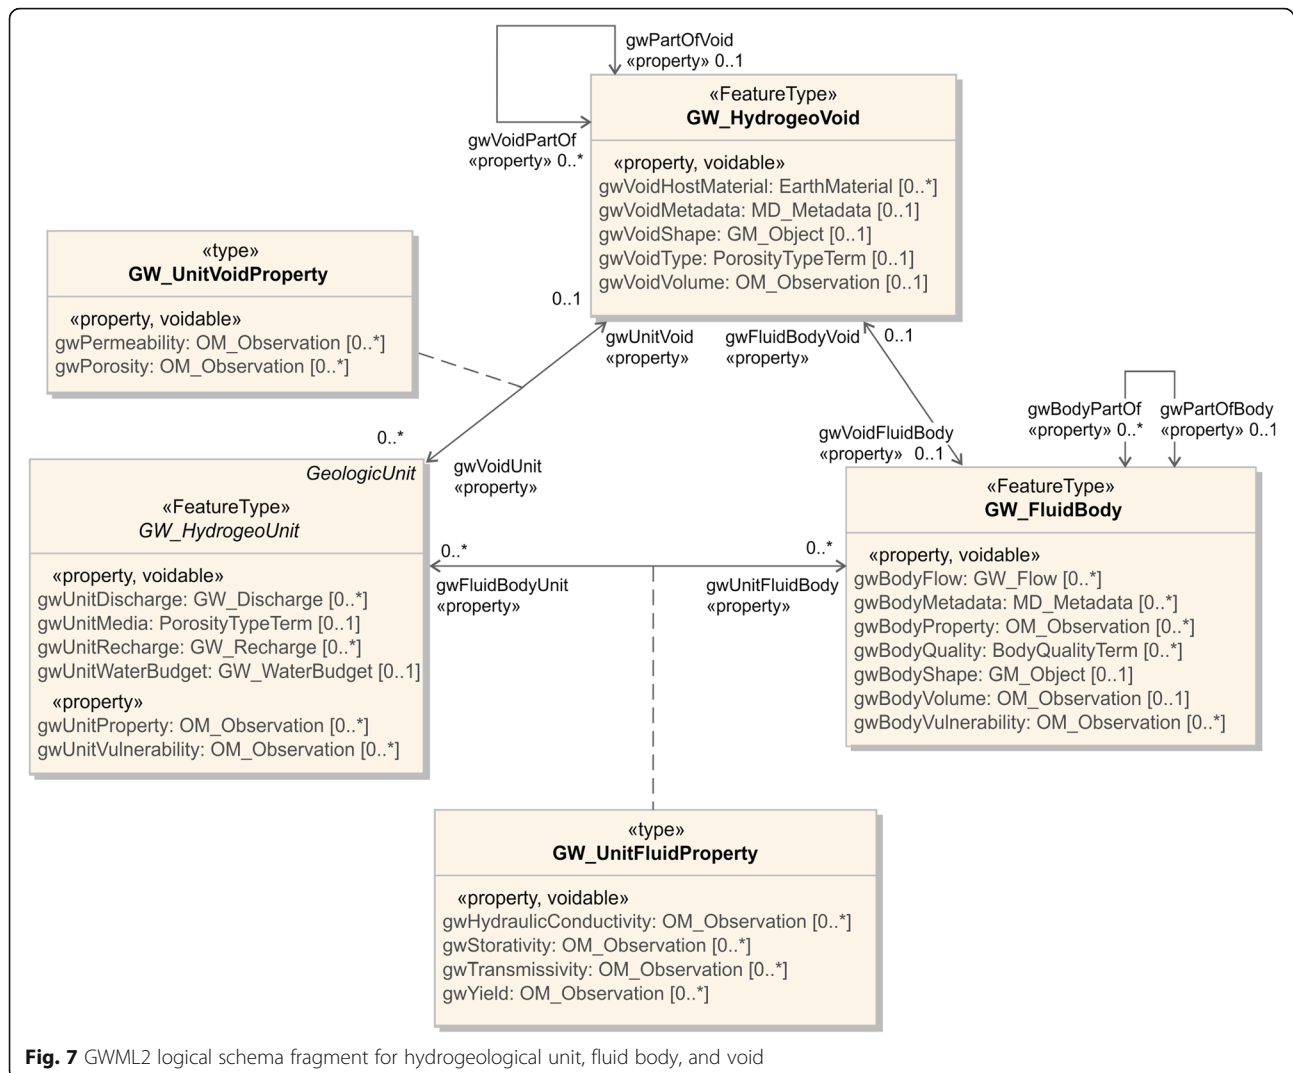 gwPartOfVoid
«property» 0..1
«FeatureType»
GW_HydrogeoVoid
gwVoidPartOf
«property» 0..*
«property, voidable»
gwVoidHostMaterial: EarthMaterial [0..*]
gwVoidMetadata: MD_Metadata [0..1]
gwVoidShape: GM_Object [0..1]
gwVoidType: PorosityTypeTerm [0..1]
gwVoidVolume: OM_Observation [0..1]
«type»
GW_UnitVoidProperty
«property, voidable»
gwPermeability: OM_Observation [0..*]
gwPorosity: OM_Observation [0..*]
0..1
gwUnitVoid
«property»
gwFluidBodyVoid
«property»
0..1
gwBodyPartOf
«property» 0..*
gwPartOfBody
«property» 0..1
0..*
gwVoidUnit
«property»
gwVoidFluidBody
«property» 0..1
GeologicUnit
«FeatureType»
GW_HydrogeoUnit
«property, voidable»
gwUnitDischarge: GW_Discharge [0..*]
gwUnitMedia: PorosityTypeTerm [0..1]
gwUnitRecharge: GW_Recharge [0..*]
gwUnitWaterBudget: GW_WaterBudget [0..1]
«property»
gwUnitProperty: OM_Observation [0..*]
gwUnitVulnerability: OM_Observation [0..*]
0..*
gwFluidBodyUnit
«property»
0..*
gwUnitFluidBody
«property»
«FeatureType»
GW_FluidBody
«property, voidable»
gwBodyFlow: GW_Flow [0..*]
gwBodyMetadata: MD_Metadata [0..*]
gwBodyProperty: OM_Observation [0..*]
gwBodyQuality: BodyQualityTerm [0..*]
gwBodyShape: GM_Object [0..1]
gwBodyVolume: OM_Observation [0..1]
gwBodyVulnerability: OM_Observation [0..*]
«type»
GW_UnitFluidProperty
«property, voidable»
gwHydraulicConductivity: OM_Observation [0..*]
gwStorativity: OM_Observation [0..*]
gwTransmissivity: OM_Observation [0..*]
gwYield: OM_Observation [0..*]
Fig. 7 GWML2 logical schema fragment for hydrogeological unit, fluid body, and void